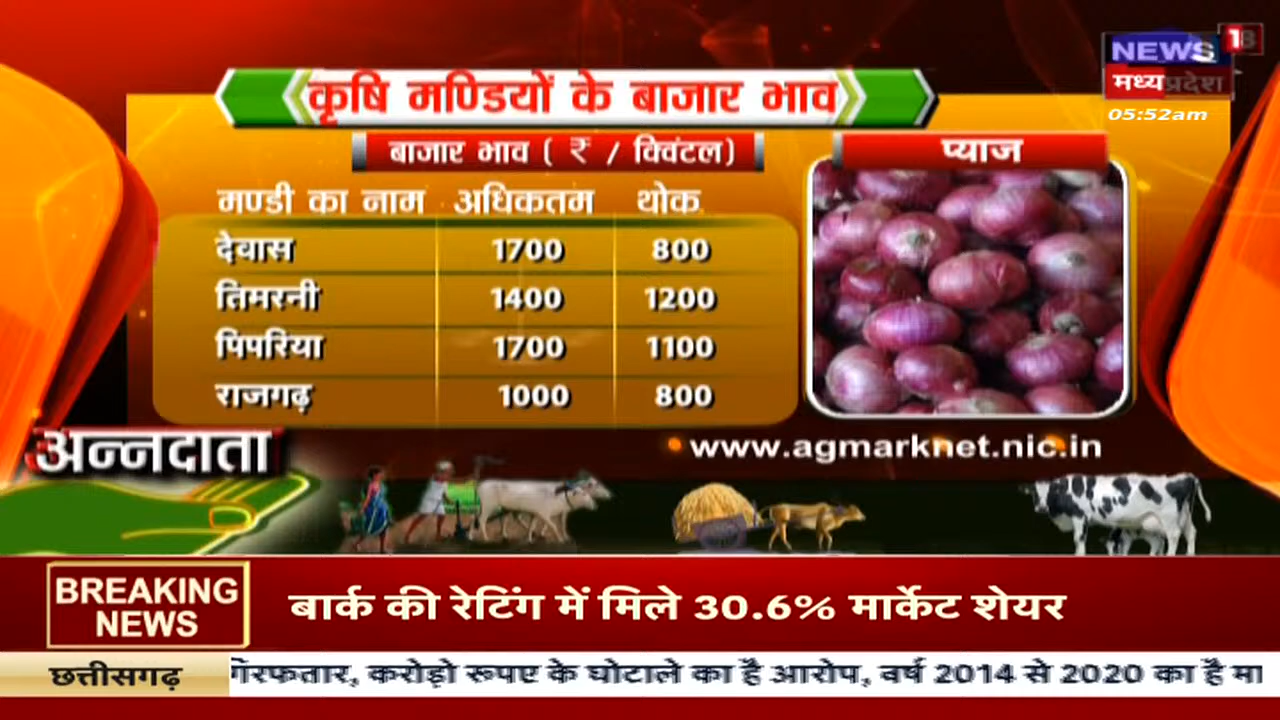 NEWS 18
मध्यप्रदेश
05:52am
कृषि मण्डियों के बाजार भाव
बाजार भाव ( ₹ / क्विंटल)
प्याज
मण्डी का नाम अधिकतम थोक
देवास 1700 800
तिमरनी 1400 1200
पिपरिया 1700 1100
राजगढ़ 1000 800
अन्नदाता
www.agmarknet.nic.in
BREAKING NEWS
बार्क की रेटिंग में मिले 30.6% मार्केट शेयर
छत्तीसगढ़
गिरफतार, करोड़ो रूपए के घोटाले का है आरोप, वर्ष 2014 से 2020 का है मा